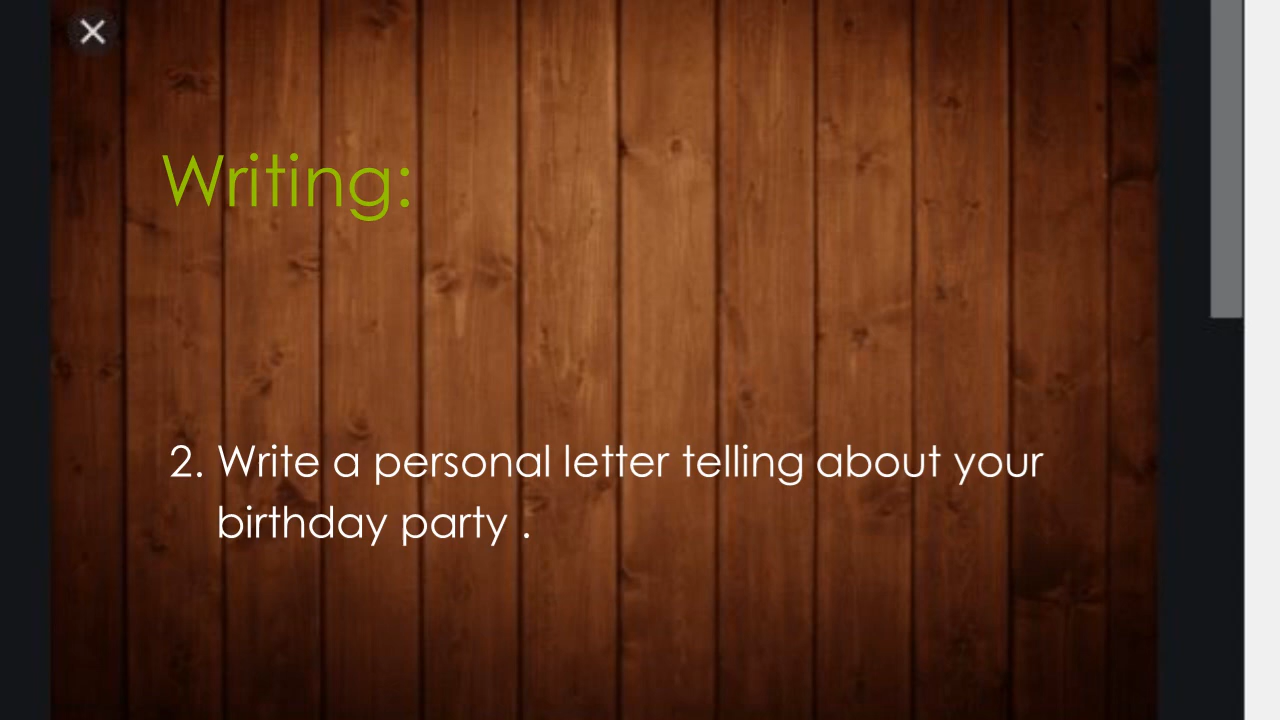 Writing:
2. Write a personal letter telling about your
birthday party .